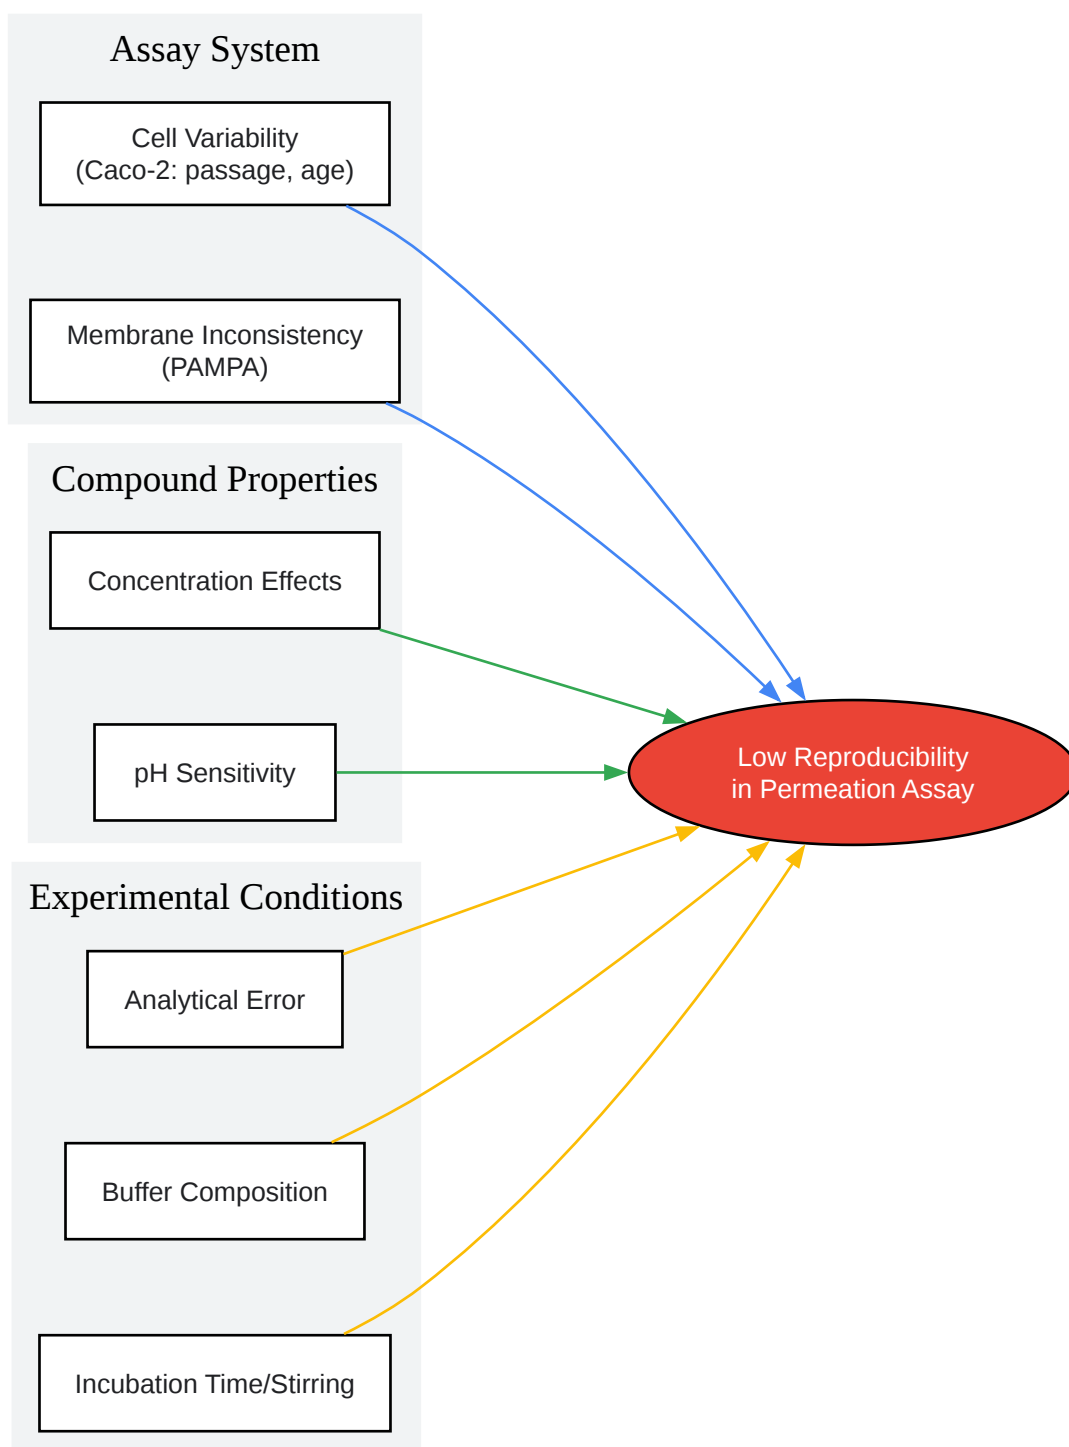 Assay System
Cell Variability
(Caco-2: passage, age)
Membrane Inconsistency
(PAMPA)
Compound Properties
Concentration Effects
pH Sensitivity
Low Reproducibility
in Permeation Assay
Experimental Conditions
Analytical Error
Buffer Composition
Incubation Time/Stirring